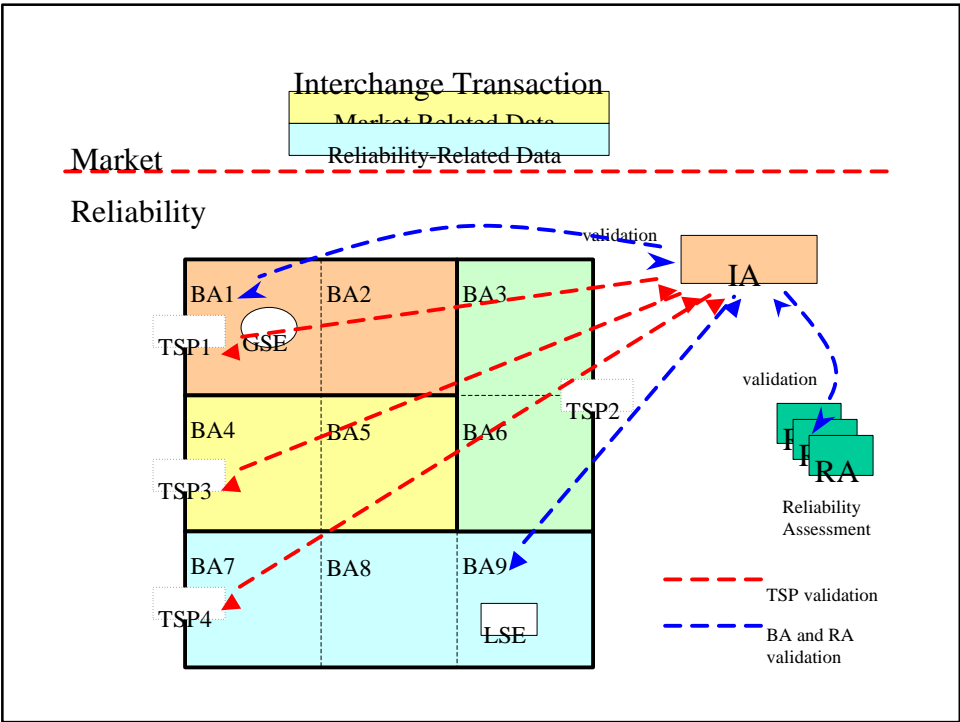 Interchange Transaction
Market Related Data
Reliability-Related Data
Market
Reliability
validation
IA
BA1
BA2
BA3
TSP1
GSE
validation
TSP2
BA4
BA5
BA6
RA
TSP3
Reliability
Assessment
BA7
BA8
BA9
TSP4
LSE
TSP validation
BA and RA
validation